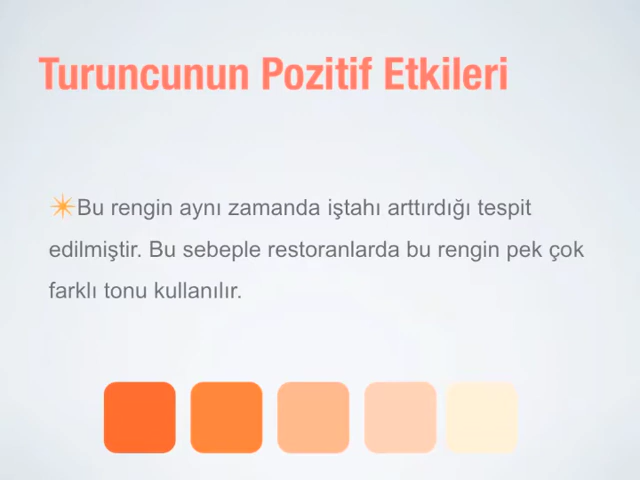 Turuncunun Pozitif Etkileri
Bu rengin aynı zamanda iştahı arttırdığı tespit
edilmiştir. Bu sebeple restoranlarda bu rengin pek çok
farklı tonu kullanılır.